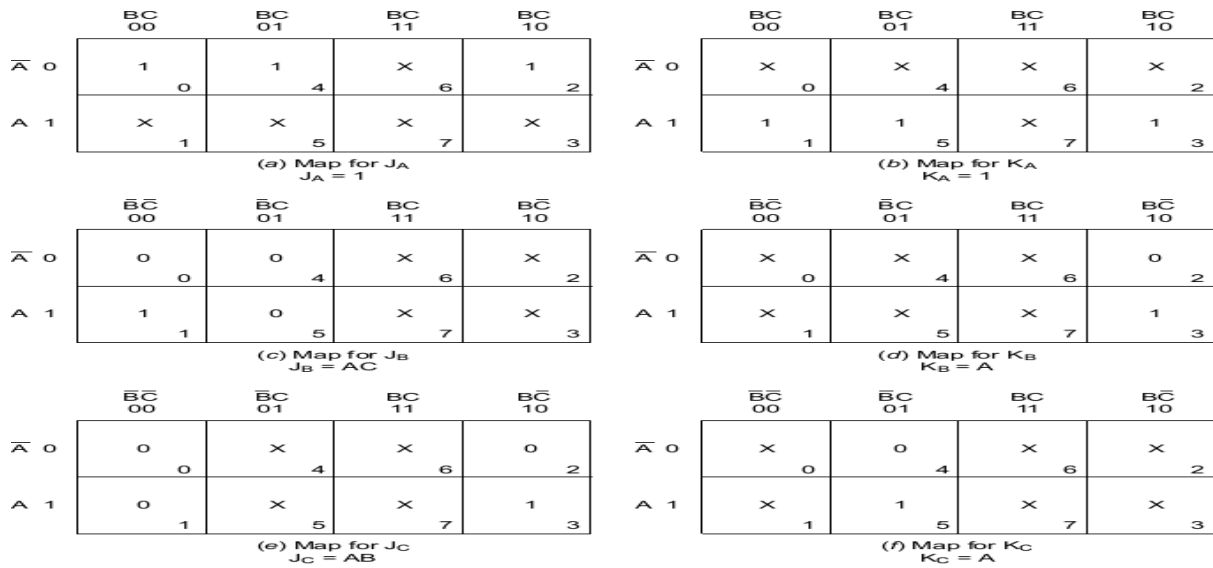 BC BC BC BC
00 01 11 10
A̅ 0 1 1 X 1
0 4 6 2
A 1 X X X X
1 5 7 3
(a) Map for J_A
J_A = 1
BC BC BC BC
00 01 11 10
A̅ 0 X X X X
0 4 6 2
A 1 1 1 X 1
1 5 7 3
(b) Map for K_A
K_A = 1
B̅C̅ B̅C BC BC̅
00 01 11 10
A̅ 0 0 0 X X
0 4 6 2
A 1 1 0 X X
1 5 7 3
(c) Map for J_B
J_B = AC
B̅C̅ B̅C BC BC̅
00 01 11 10
A̅ 0 X X X 0
0 4 6 2
A 1 X X X 1
1 5 7 3
(d) Map for K_B
K_B = A
B̅C̅ B̅C BC BC̅
00 01 11 10
A̅ 0 0 X X 0
0 4 6 2
A 1 0 X X 1
1 5 7 3
(e) Map for J_C
J_C = AB
B̅C̅ B̅C BC BC̅
00 01 11 10
A̅ 0 X 0 X X
0 4 6 2
A 1 X 1 X X
1 5 7 3
(f) Map for K_C
K_C = A